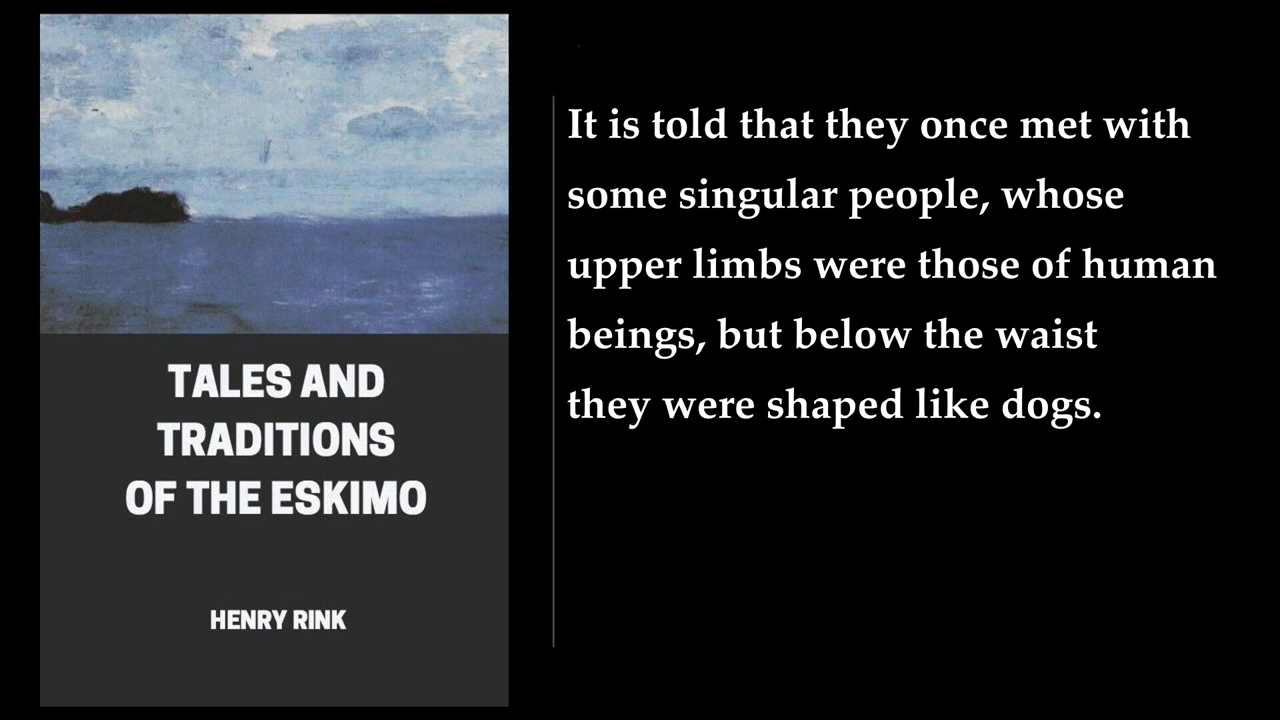 TALES AND
TRADITIONS
OF THE ESKIMO
HENRY RINK
It is told that they once met with
some singular people, whose
upper limbs were those of human
beings, but below the waist
they were shaped like dogs.